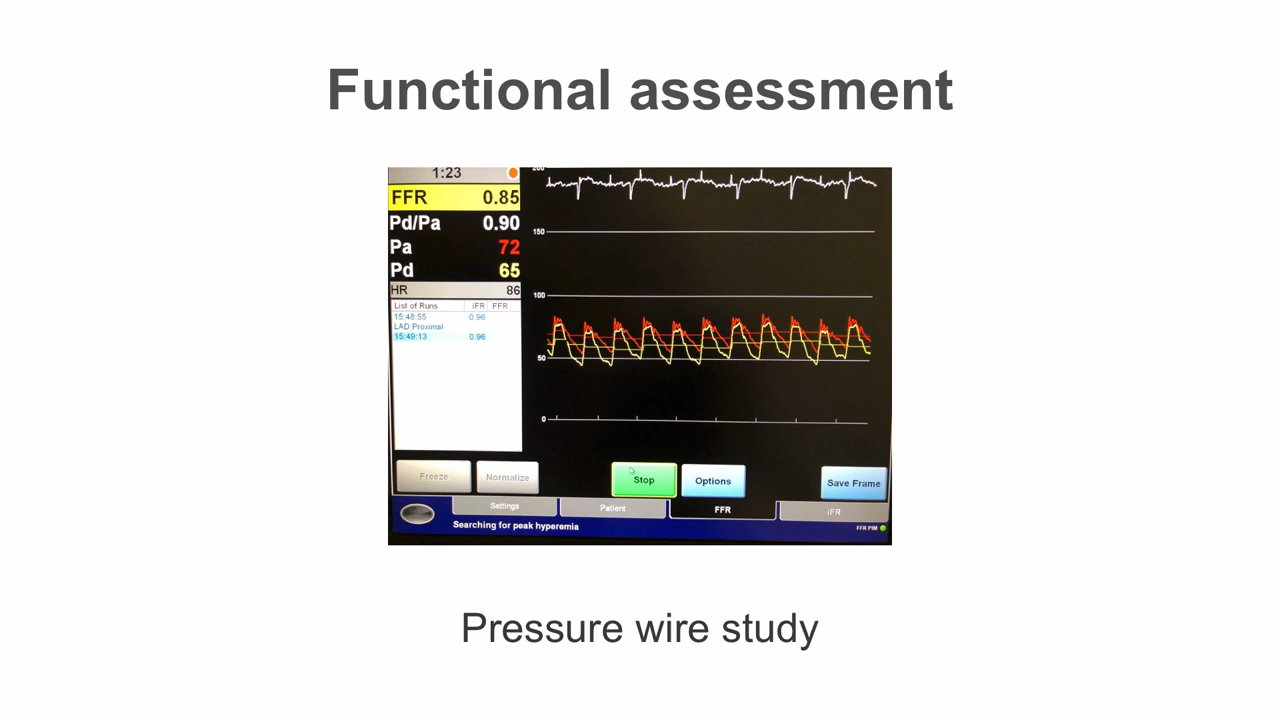 Functional assessment
1:23
FFR 0.85
Pd/Pa 0.90
Pa 72
Pd 65
HR 86
List of Runs iFR FFR
15:48:55 0.96
LAD Proximal
15:49:13 0.96
200
150
100
50
0
Freeze Normalize Stop Options Save Frame
Settings Patient FFR iFR
Searching for peak hyperemia FFR PIM
Pressure wire study